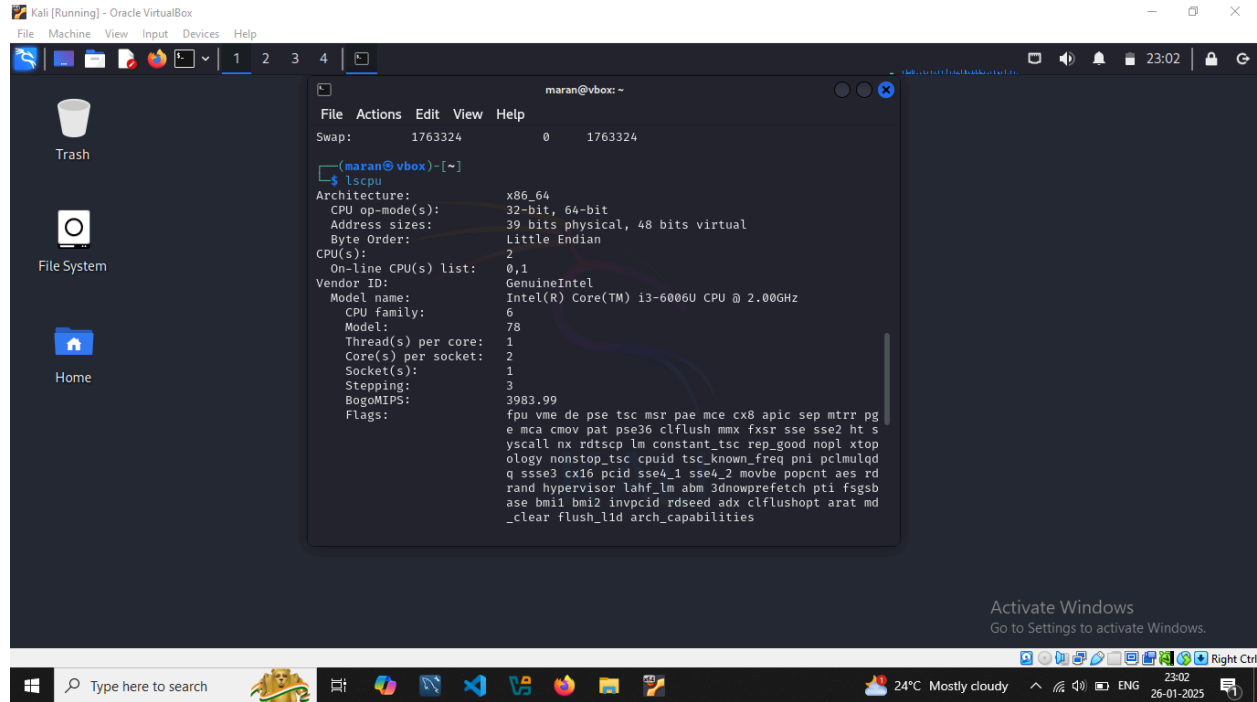 Kali [Running] - Oracle VirtualBox
File Machine View Input Devices Help
1 2 3 4
23:02
maran@vbox: ~
File Actions Edit View Help
Swap: 1763324 0 1763324
┌──(maran㉿vbox)-[~]
└─$ lscpu
Architecture: x86_64
CPU op-mode(s): 32-bit, 64-bit
Address sizes: 39 bits physical, 48 bits virtual
Byte Order: Little Endian
CPU(s): 2
On-line CPU(s) list: 0,1
Vendor ID: GenuineIntel
Model name: Intel(R) Core(TM) i3-6006U CPU @ 2.00GHz
CPU family: 6
Model: 78
Thread(s) per core: 1
Core(s) per socket: 2
Socket(s): 1
Stepping: 3
BogoMIPS: 3983.99
Flags: fpu vme de pse tsc msr pae mce cx8 apic sep mtrr pg
e mca cmov pat pse36 clflush mmx fxsr sse sse2 ht s
yscall nx rdtscp lm constant_tsc rep_good nopl xtop
ology nonstop_tsc cpuid tsc_known_freq pni pclmulqd
q ssse3 cx16 pcid sse4_1 sse4_2 movbe popcnt aes rd
rand hypervisor lahf_lm abm 3dnowprefetch pti fsgsb
ase bmi1 bmi2 invpcid rdseed adx clflushopt arat md
_clear flush_l1d arch_capabilities
Trash
File System
Home
Activate Windows
Go to Settings to activate Windows.
Right Ctrl
Type here to search
24°C Mostly cloudy
ENG
23:02
26-01-2025